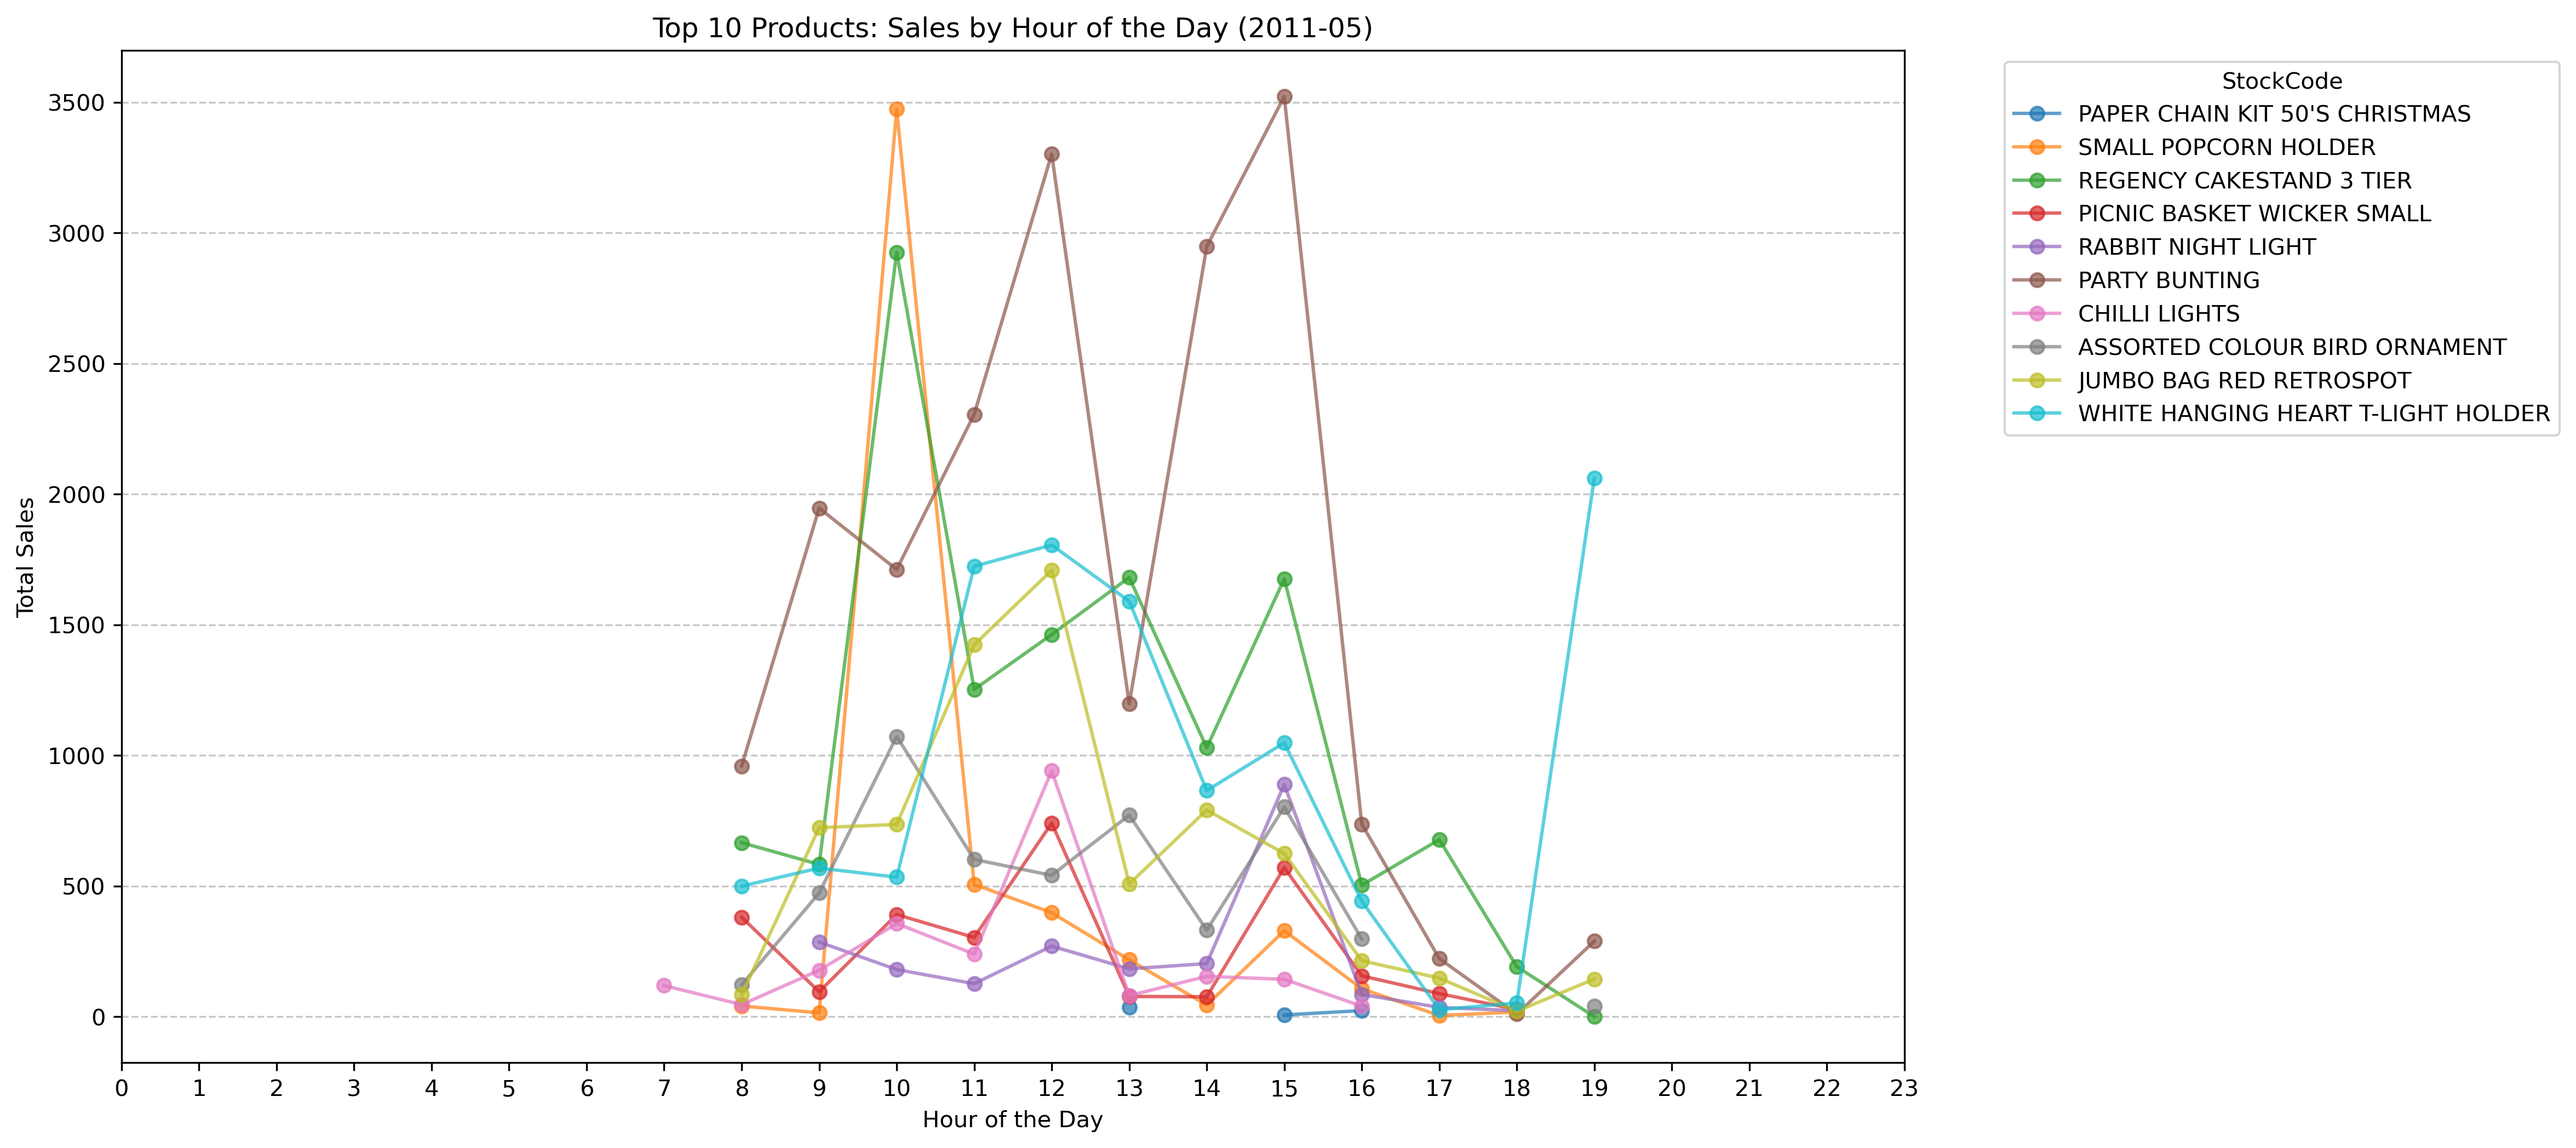 Top 10 Products: Sales by Hour of the Day (2011-05)
StockCode
PAPER CHAIN KIT 50'S CHRISTMAS
SMALL POPCORN HOLDER
REGENCY CAKESTAND 3 TIER
PICNIC BASKET WICKER SMALL
RABBIT NIGHT LIGHT
PARTY BUNTING
CHILLI LIGHTS
ASSORTED COLOUR BIRD ORNAMENT
JUMBO BAG RED RETROSPOT
WHITE HANGING HEART T-LIGHT HOLDER
Total Sales
3500
3000
2500
2000
1500
1000
500
0
0 1 2 3 4 5 6 7 8 9 10 11 12 13 14 15 16 17 18 19 20 21 22 23
Hour of the Day